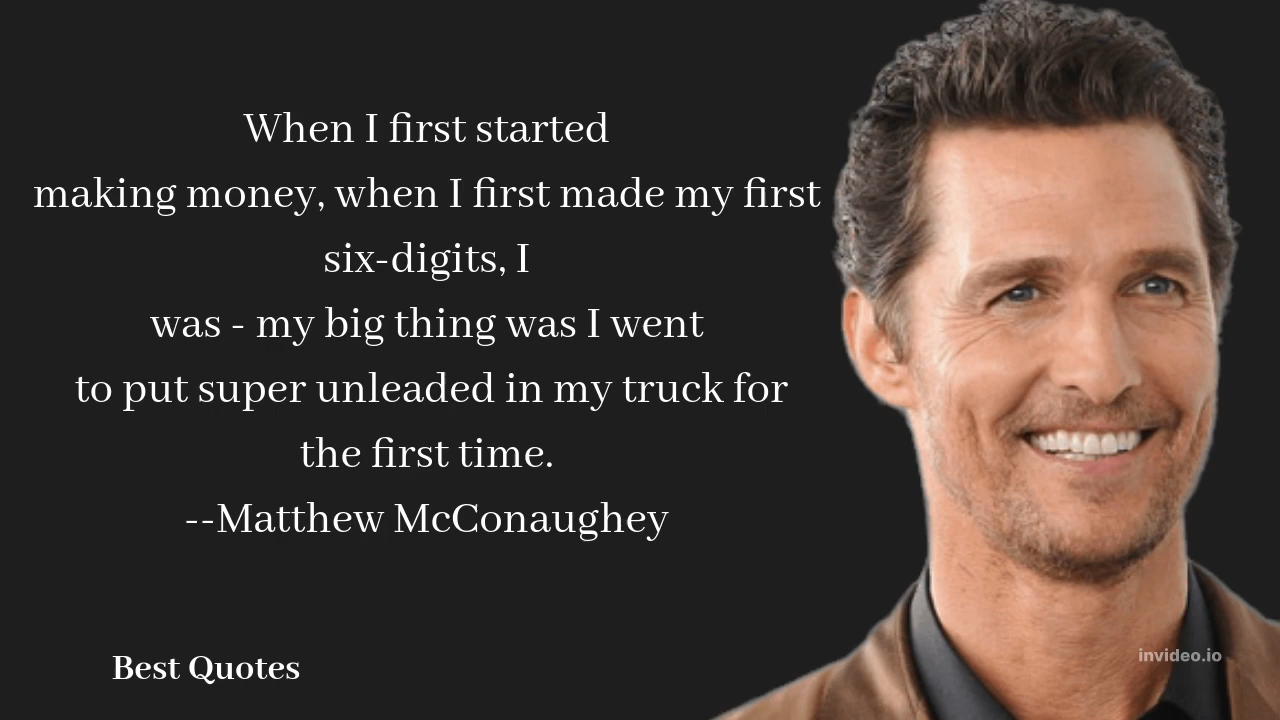 When I first started
making money, when I first made my first
six-digits, I
was - my big thing was I went
to put super unleaded in my truck for
the first time.
--Matthew McConaughey
Best Quotes
invideo.io